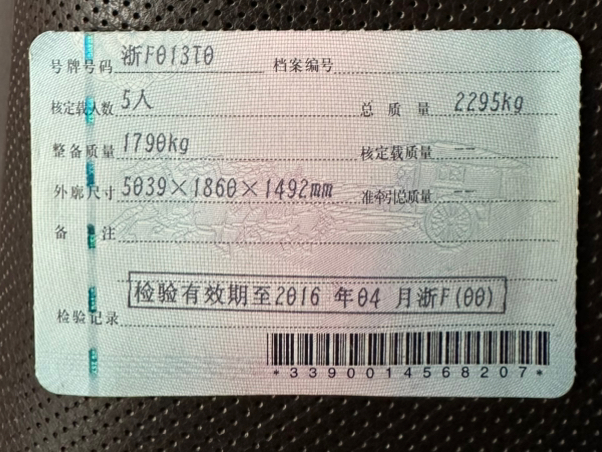 号牌号码 浙F013T0 档案编号
核定载人数 5人 总质量 2295kg
整备质量 1790kg 核定载质量 --
外廓尺寸 5039×1860×1492mm 准牵引总质量 --
备注
检验有效期至2016 年04 月浙F(00)
检验记录
*3390014568207*